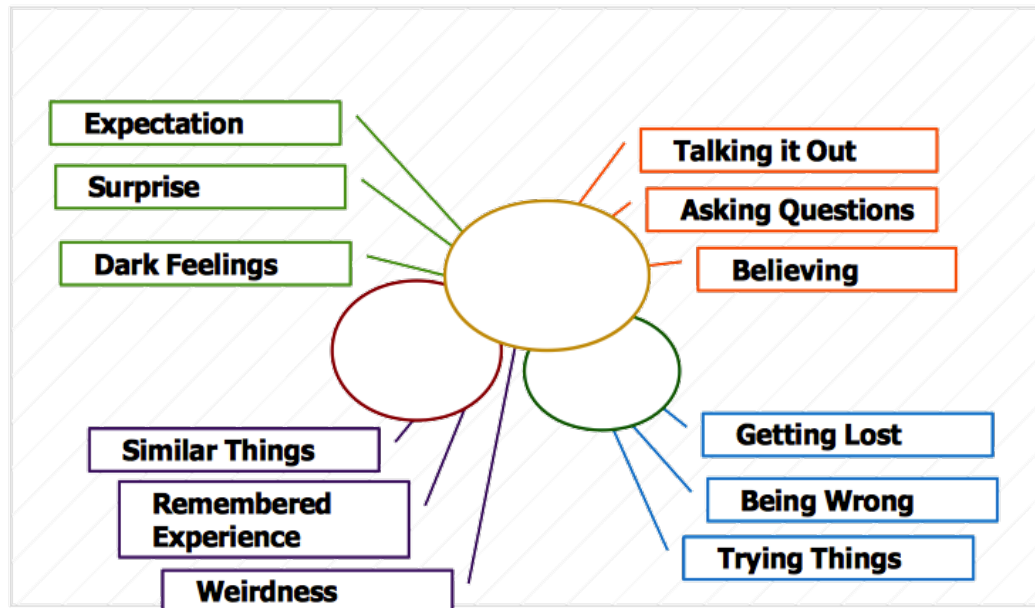 Expectation
Surprise
Dark Feelings
Talking it Out
Asking Questions
Believing
Similar Things
Remembered
Experience
Weirdness
Getting Lost
Being Wrong
Trying Things